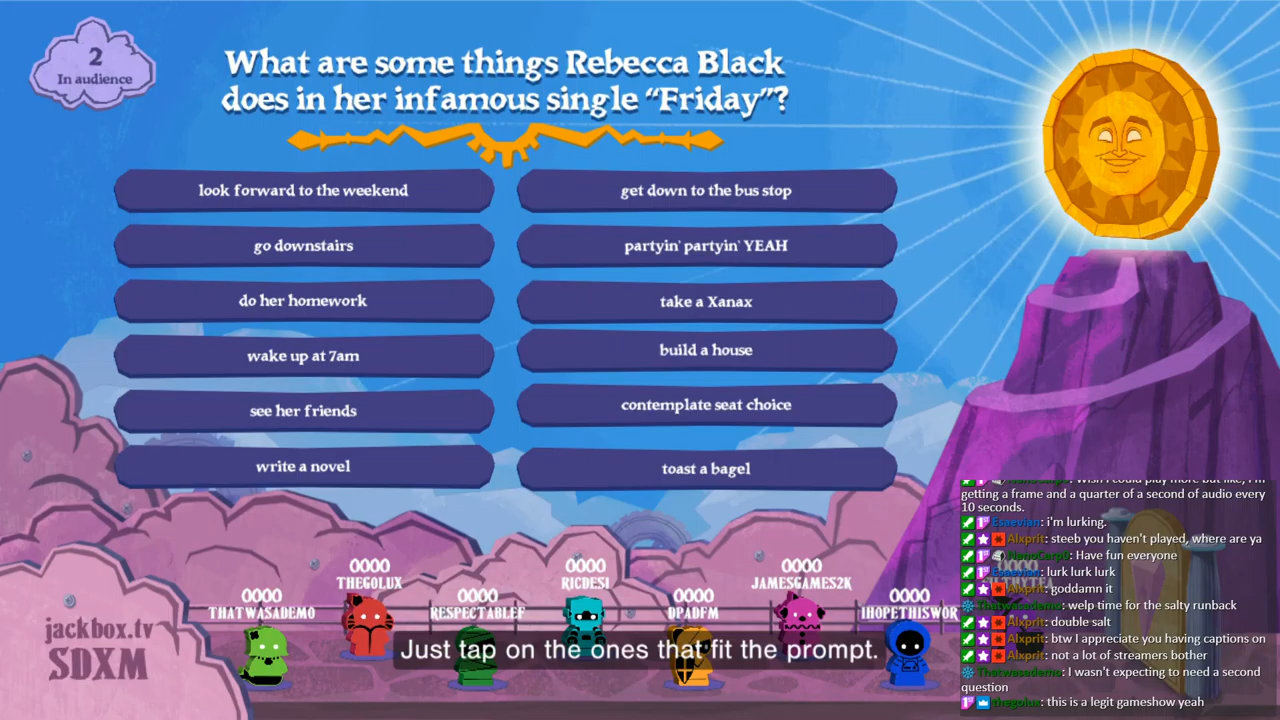 2
In audience
What are some things Rebecca Black
does in her infamous single “Friday”?
look forward to the weekend
get down to the bus stop
go downstairs
partyin' partyin' YEAH
do her homework
take a Xanax
wake up at 7am
build a house
see her friends
contemplate seat choice
write a novel
toast a bagel
0000
THATWASADEMO
0000
THEGOLUX
0000
RESPECTABLEF
0000
RICDESI
0000
DPADFM
0000
JAMESGAMES2K
0000
IHOPETHISWOR
jackbox.tv
SDXM
Just tap on the ones that fit the prompt.
getting a frame and a quarter of a second of audio every
10 seconds.
Esaevian: i'm lurking.
Alxprit: steeb you haven't played, where are ya
NanoCarp0: Have fun everyone
Esaevian: lurk lurk lurk
Alxprit: goddamn it
Thatwasademo: welp time for the salty runback
Alxprit: double salt
Alxprit: btw I appreciate you having captions on
Alxprit: not a lot of streamers bother
Thatwasademo: I wasn't expecting to need a second
question
thegolux: this is a legit gameshow yeah